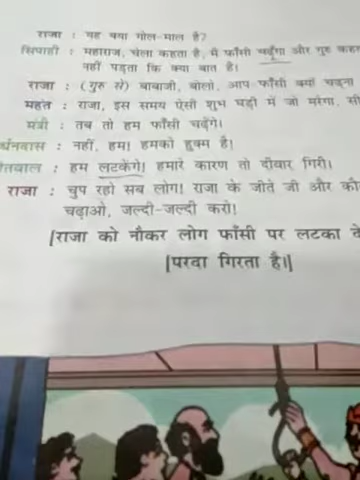 राजा : यह क्या गोल-माल है?
सिपाही : महाराज, चेला कहता है, मैं फाँसी चढ़ूँगा और गुरु कहत
नहीं पड़ता कि क्या बात है।
राजा : (गुरु से) बाबाजी, बोलो, आप फाँसी क्यों चढ़ना
महंत : राजा, इस समय ऐसी शुभ घड़ी में जो मरेगा, सी
मंत्री : तब तो हम फाँसी चढ़ेंगे।
र्धनदास : नहीं, हम! हमको हुक्म है!
तवाल : हम लटकेंगे! हमारे कारण तो दीवार गिरी।
राजा : चुप रहो सब लोग! राजा के जीते जी और कौ
चढ़ाओ, जल्दी-जल्दी करो!
[राजा को नौकर लोग फाँसी पर लटका दे
[परदा गिरता है।]